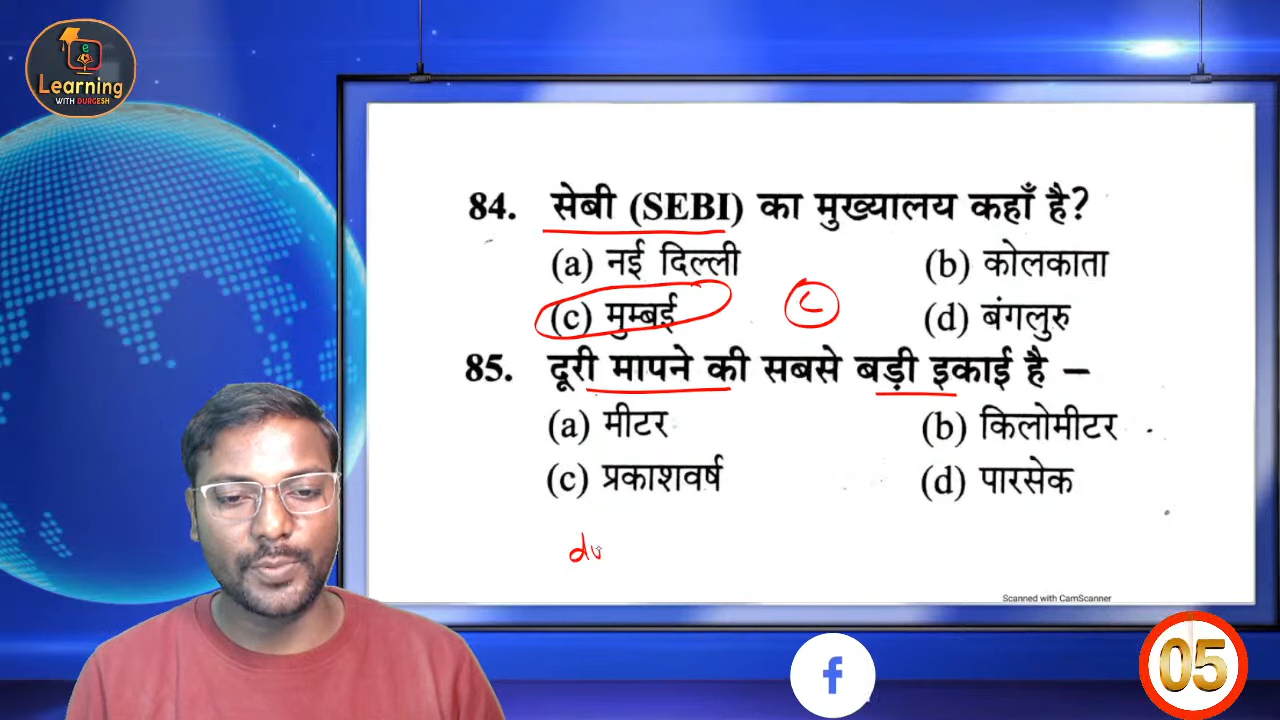 e
Learning
WITH DURGESH
84. सेबी (SEBI) का मुख्यालय कहाँ है?
(a) नई दिल्ली (b) कोलकाता
(c) मुम्बई (d) बंगलुरु
C
85. दूरी मापने की सबसे बड़ी इकाई है –
(a) मीटर (b) किलोमीटर
(c) प्रकाशवर्ष (d) पारसेक
Scanned with CamScanner
f
05